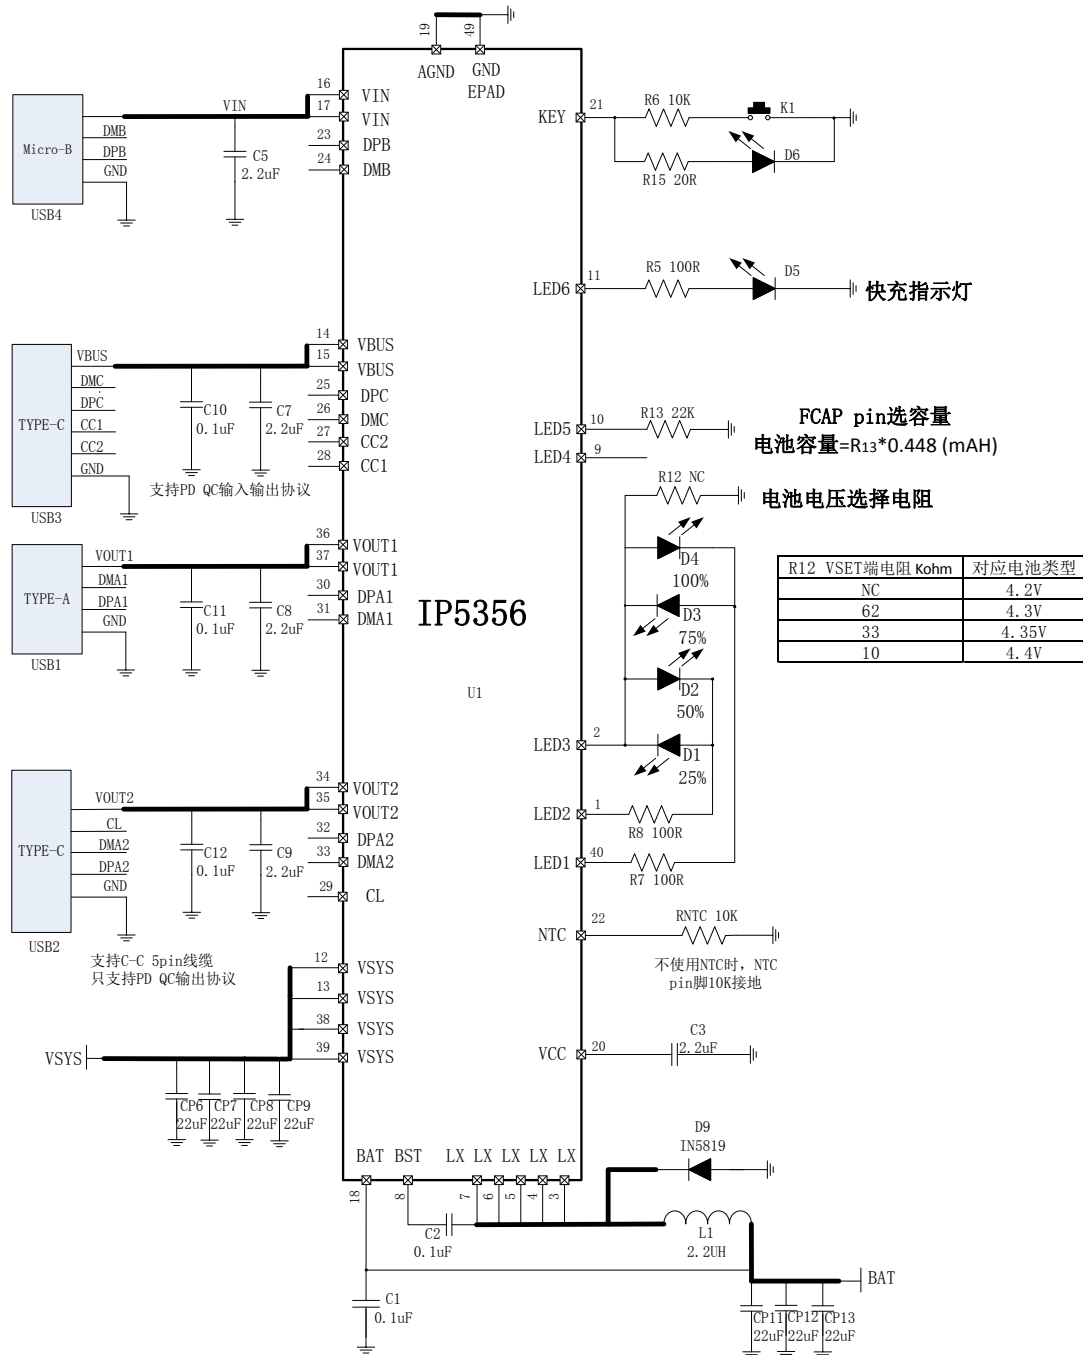 19
49
AGND
GND
EPAD
Micro-B
DMB
DPB
GND
USB4
VIN
C5
2.2uF
16
VIN
17
VIN
23
DPB
24
DMB
KEY
21
R6 10K
K1
R15 20R
D6
LED6
11
R5 100R
D5
快充指示灯
TYPE-C
VBUS
DMC
DPC
CC1
CC2
GND
USB3
C10
0.1uF
C7
2.2uF
支持PD QC输入输出协议
14
VBUS
15
VBUS
25
DPC
26
DMC
27
CC2
28
CC1
LED5
10
R13 22K
LED4
9
FCAP pin选容量
电池容量=R13*0.448 (mAH)
R12 NC
电池电压选择电阻
D4
100%
D3
75%
D2
50%
D1
25%
R12 VSET端电阻 Kohm 对应电池类型
NC 4.2V
62 4.3V
33 4.35V
10 4.4V
TYPE-A
VOUT1
DMA1
DPA1
GND
USB1
C11
0.1uF
C8
2.2uF
36
VOUT1
37
VOUT1
30
DPA1
31
DMA1
IP5356
U1
LED3
2
LED2
1
R8 100R
LED1
40
R7 100R
TYPE-C
VOUT2
CL
DMA2
DPA2
GND
USB2
C12
0.1uF
C9
2.2uF
支持C-C 5pin线缆
只支持PD QC输出协议
34
VOUT2
35
VOUT2
32
DPA2
33
DMA2
29
CL
NTC
22
RNTC 10K
不使用NTC时，NTC
pin脚10K接地
12
VSYS
13
VSYS
38
VSYS
39
VSYS
VSYS
CP6
22uF
CP7
22uF
CP8
22uF
CP9
22uF
VCC
20
C3
2.2uF
BAT BST LX LX LX LX LX
18
8
7
6
5
4
3
D9
IN5819
C2
0.1uF
L1
2.2UH
BAT
C1
0.1uF
CP11
22uF
CP12
22uF
CP13
22uF